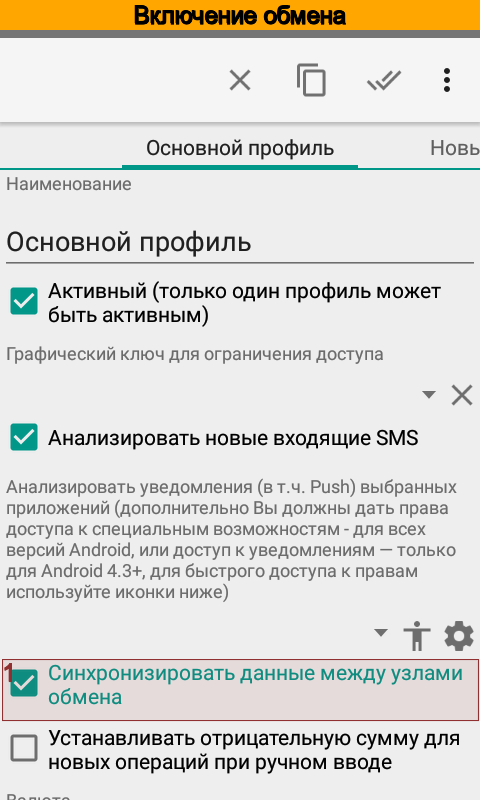 Включение обмена
Основной профиль
Новы
Наименование
Основной профиль
Активный (только один профиль может
быть активным)
Графический ключ для ограничения доступа
Анализировать новые входящие SMS
Анализировать уведомления (в т.ч. Push) выбранных
приложений (дополнительно Вы должны дать права
доступа к специальным возможностям - для всех
версий Android, или доступ к уведомлениям — только
для Android 4.3+, для быстрого доступа к правам
используйте иконки ниже)
1
Синхронизировать данные между узлами
обмена
Устанавливать отрицательную сумму для
новых операций при ручном вводе
Валюта